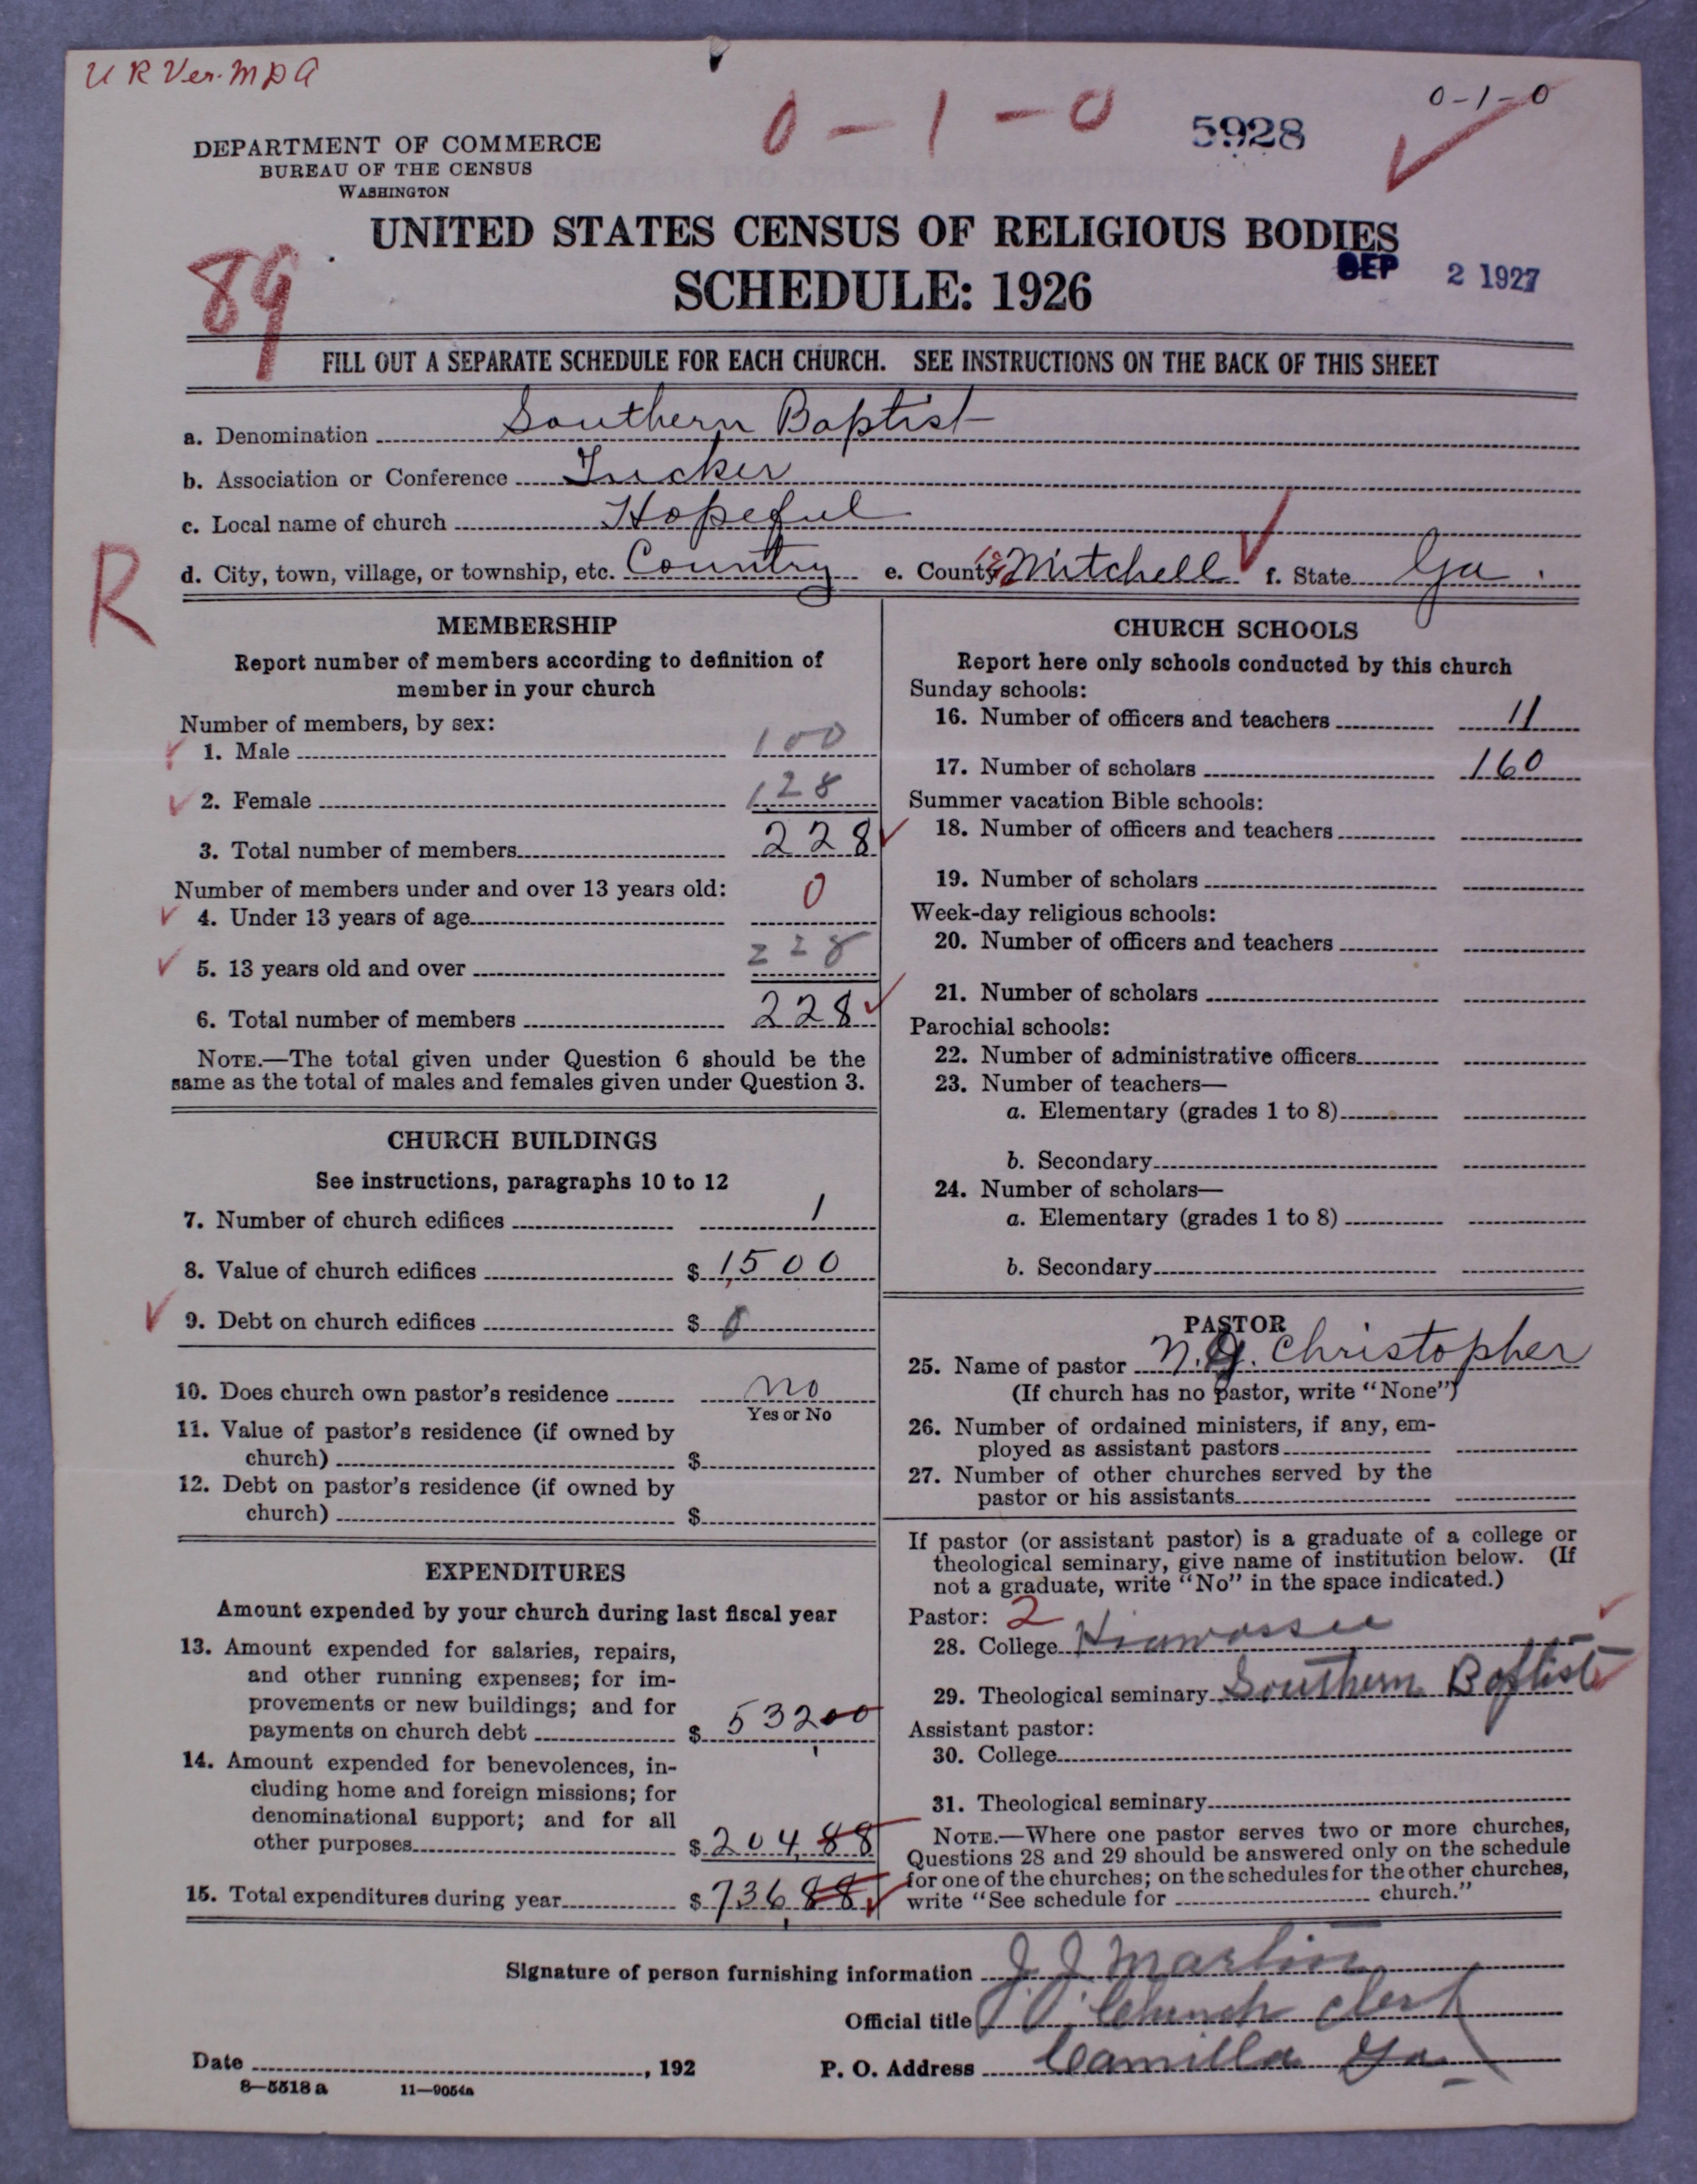 U R Ver. M D A
0 - 1 - 0
0-1-0
5928
DEPARTMENT OF COMMERCE
BUREAU OF THE CENSUS
WASHINGTON
UNITED STATES CENSUS OF RELIGIOUS BODIES
SCHEDULE: 1926
SEP 2 1927
89
FILL OUT A SEPARATE SCHEDULE FOR EACH CHURCH. SEE INSTRUCTIONS ON THE BACK OF THIS SHEET
a. Denomination Southern Baptist
b. Association or Conference Tucker
c. Local name of church Hopeful
R
d. City, town, village, or township, etc. Country e. County Mitchell f. State Ga.
MEMBERSHIP
Report number of members according to definition of
member in your church
Number of members, by sex:
1. Male 100
2. Female 128
3. Total number of members 228
Number of members under and over 13 years old:
4. Under 13 years of age 0
5. 13 years old and over 228
6. Total number of members 228
NOTE.—The total given under Question 6 should be the
same as the total of males and females given under Question 3.
CHURCH BUILDINGS
See instructions, paragraphs 10 to 12
7. Number of church edifices 1
8. Value of church edifices $ 1,500
9. Debt on church edifices $ 0
10. Does church own pastor's residence no
Yes or No
11. Value of pastor's residence (if owned by
church) $
12. Debt on pastor's residence (if owned by
church) $
EXPENDITURES
Amount expended by your church during last fiscal year
13. Amount expended for salaries, repairs,
and other running expenses; for im-
provements or new buildings; and for
payments on church debt $ 53200
14. Amount expended for benevolences, in-
cluding home and foreign missions; for
denominational support; and for all
other purposes $ 204,88
15. Total expenditures during year $ 736,88
CHURCH SCHOOLS
Report here only schools conducted by this church
Sunday schools:
16. Number of officers and teachers 11
17. Number of scholars 160
Summer vacation Bible schools:
18. Number of officers and teachers
19. Number of scholars
Week-day religious schools:
20. Number of officers and teachers
21. Number of scholars
Parochial schools:
22. Number of administrative officers
23. Number of teachers—
a. Elementary (grades 1 to 8)
b. Secondary
24. Number of scholars—
a. Elementary (grades 1 to 8)
b. Secondary
PASTOR
25. Name of pastor N. Christopher
(If church has no pastor, write "None")
26. Number of ordained ministers, if any, em-
ployed as assistant pastors
27. Number of other churches served by the
pastor or his assistants
If pastor (or assistant pastor) is a graduate of a college or
theological seminary, give name of institution below. (If
not a graduate, write "No" in the space indicated.)
Pastor: 2
28. College Hiawassee
29. Theological seminary Southern Baptist
Assistant pastor:
30. College
31. Theological seminary
NOTE.—Where one pastor serves two or more churches,
Questions 28 and 29 should be answered only on the schedule
for one of the churches; on the schedules for the other churches,
write "See schedule for church."
Signature of person furnishing information J. J. Martin
Official title Church Clerk
Date , 192 P. O. Address Camilla Ga
8—5518 a 11—9054a